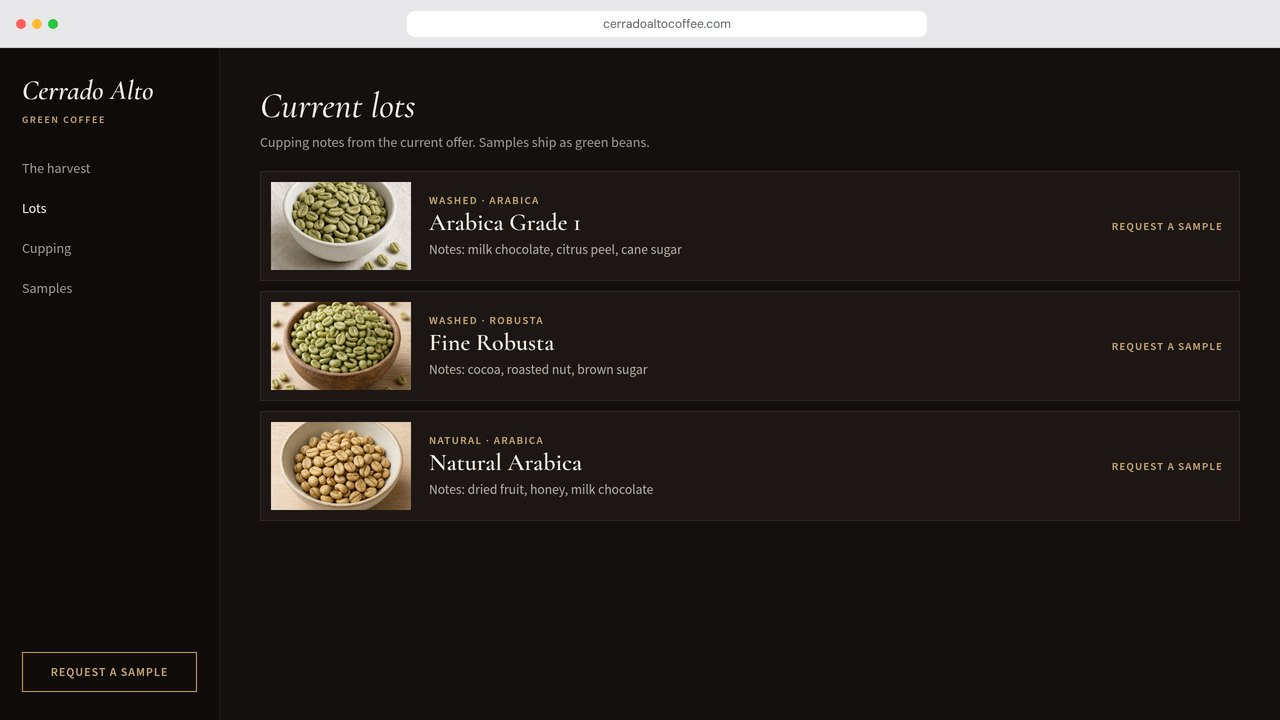 cerradoaltocoffee.com
Cerrado Alto
GREEN COFFEE
The harvest
Lots
Cupping
Samples
REQUEST A SAMPLE
Current lots
Cupping notes from the current offer. Samples ship as green beans.
WASHED · ARABICA
Arabica Grade 1
Notes: milk chocolate, citrus peel, cane sugar
REQUEST A SAMPLE
WASHED · ROBUSTA
Fine Robusta
Notes: cocoa, roasted nut, brown sugar
REQUEST A SAMPLE
NATURAL · ARABICA
Natural Arabica
Notes: dried fruit, honey, milk chocolate
REQUEST A SAMPLE